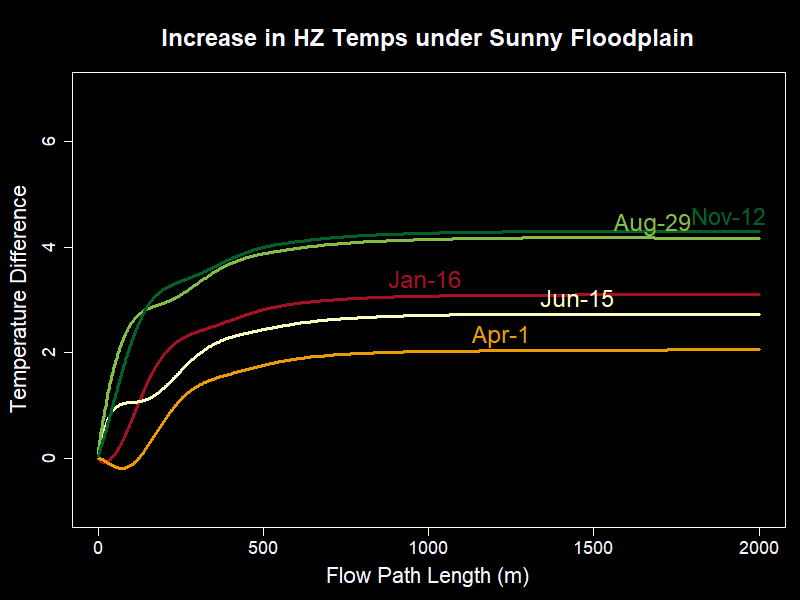 Increase in HZ Temps under Sunny Floodplain
6
4
2
0
Temperature Difference
Aug-29
Nov-12
Jan-16
Jun-15
Apr-1
0 500 1000 1500 2000
Flow Path Length (m)